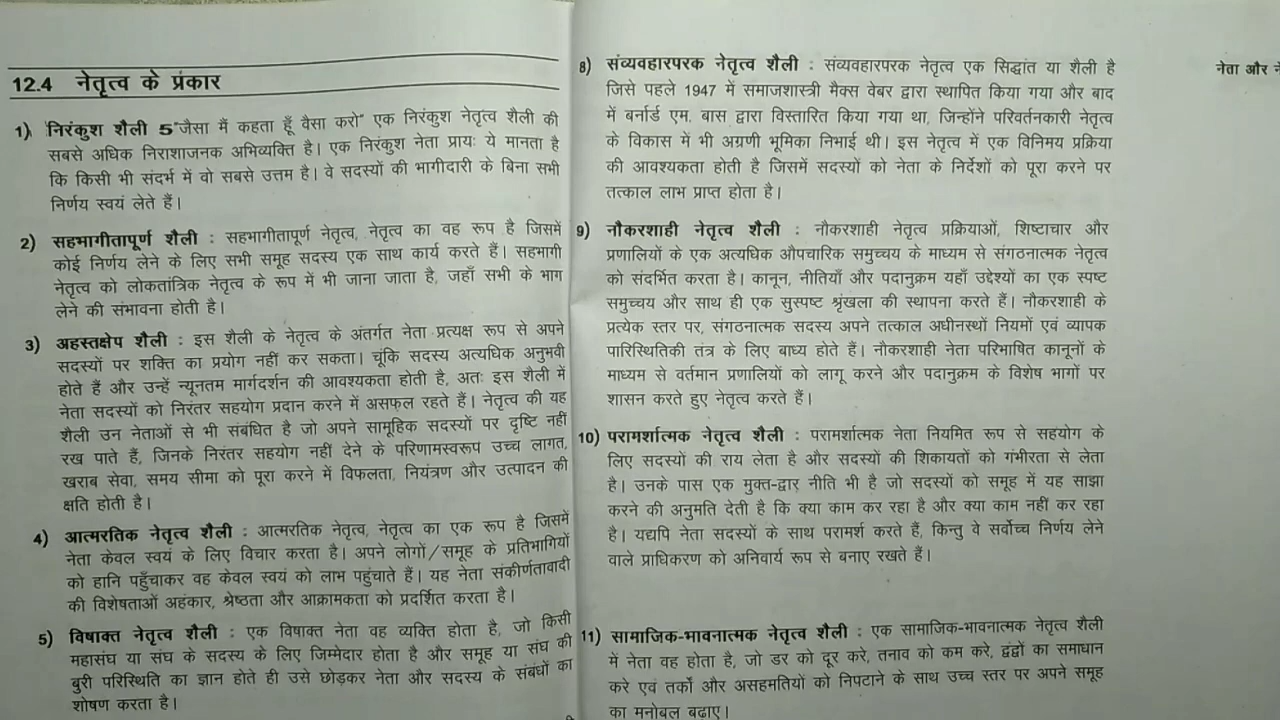 12.4 नेतृत्व के प्रंकार
1) निरंकुश शैली 5"जैसा मैं कहता हूँ वैसा करो" एक निरंकुश नेतृत्व शैली की
सबसे अधिक निराशाजनक अभिव्यक्ति है। एक निरंकुश नेता प्रायः ये मानता है
कि किसी भी संदर्भ में वो सबसे उत्तम है। वे सदस्यों की भागीदारी के बिना सभी
निर्णय स्वयं लेते हैं।
2) सहभागीतापूर्ण शैली : सहभागीतापूर्ण नेतृत्व, नेतृत्व का वह रूप है जिसमें
कोई निर्णय लेने के लिए सभी समूह सदस्य एक साथ कार्य करते हैं। सहभागी
नेतृत्व को लोकतांत्रिक नेतृत्व के रूप में भी जाना जाता है, जहाँ सभी के भाग
लेने की संभावना होती है।
3) अहस्तक्षेप शैली : इस शैली के नेतृत्व के अंतर्गत नेता प्रत्यक्ष रूप से अपने
सदस्यों पर शक्ति का प्रयोग नहीं कर सकता। चूंकि सदस्य अत्यधिक अनुभवी
होते हैं और उन्हें न्यूनतम मार्गदर्शन की आवश्यकता होती है, अतः इस शैली में
नेता सदस्यों को निरंतर सहयोग प्रदान करने में असफल रहते हैं। नेतृत्व की यह
शैली उन नेताओं से भी संबंधित है जो अपने सामूहिक सदस्यों पर दृष्टि नहीं
रख पाते हैं, जिनके निरंतर सहयोग नहीं देने के परिणामस्वरूप उच्च लागत,
खराब सेवा, समय सीमा को पूरा करने में विफलता, नियंत्रण और उत्पादन की
क्षति होती है।
4) आत्मरतिक नेतृत्व शैली : आत्मरतिक नेतृत्व, नेतृत्व का एक रूप है जिसमें
नेता केवल स्वयं के लिए विचार करता है। अपने लोगों/समूह के प्रतिभागियों
को हानि पहुँचाकर वह केवल स्वयं को लाभ पहुंचाते हैं। यह नेता संकीर्णतावादी
की विशेषताओं अहंकार, श्रेष्ठता और आक्रामकता को प्रदर्शित करता है।
5) विषाक्त नेतृत्व शैली : एक विषाक्त नेता वह व्यक्ति होता है, जो किसी
महासंघ या संघ के सदस्य के लिए जिम्मेदार होता है और समूह या संघ की
बुरी परिस्थिति का ज्ञान होते ही उसे छोड़कर नेता और सदस्य के संबंधों का
शोषण करता है।
8) संव्यवहारपरक नेतृत्व शैली : संव्यवहारपरक नेतृत्व एक सिद्धांत या शैली है
जिसे पहले 1947 में समाजशास्त्री मैक्स वेबर द्वारा स्थापित किया गया और बाद
में बर्नार्ड एम. बास द्वारा विस्तारित किया गया था, जिन्होंने परिवर्तनकारी नेतृत्व
के विकास में भी अग्रणी भूमिका निभाई थी। इस नेतृत्व में एक विनिमय प्रक्रिया
की आवश्यकता होती है जिसमें सदस्यों को नेता के निर्देशों को पूरा करने पर
तत्काल लाभ प्राप्त होता है।
9) नौकरशाही नेतृत्व शैली : नौकरशाही नेतृत्व प्रक्रियाओं, शिष्टाचार और
प्रणालियों के एक अत्यधिक औपचारिक समुच्चय के माध्यम से संगठनात्मक नेतृत्व
को संदर्भित करता है। कानून, नीतियाँ और पदानुक्रम यहाँ उद्देश्यों का एक स्पष्ट
समुच्चय और साथ ही एक सुस्पष्ट श्रृंखला की स्थापना करते हैं। नौकरशाही के
प्रत्येक स्तर पर, संगठनात्मक सदस्य अपने तत्काल अधीनस्थों नियमों एवं व्यापक
पारिस्थितिकी तंत्र के लिए बाध्य होते हैं। नौकरशाही नेता परिभाषित कानूनों के
माध्यम से वर्तमान प्रणालियों को लागू करने और पदानुक्रम के विशेष भागों पर
शासन करते हुए नेतृत्व करते हैं।
10) परामर्शात्मक नेतृत्व शैली : परामर्शात्मक नेता नियमित रूप से सहयोग के
लिए सदस्यों की राय लेता है और सदस्यों की शिकायतों को गंभीरता से लेता
है। उनके पास एक मुक्त-द्वार नीति भी है जो सदस्यों को समूह में यह साझा
करने की अनुमति देती है कि क्या काम कर रहा है और क्या काम नहीं कर रहा
है। यद्यपि नेता सदस्यों के साथ परामर्श करते हैं, किन्तु वे सर्वोच्च निर्णय लेने
वाले प्राधिकरण को अनिवार्य रूप से बनाए रखते हैं।
11) सामाजिक-भावनात्मक नेतृत्व शैली : एक सामाजिक-भावनात्मक नेतृत्व शैली
में नेता वह होता है, जो डर को दूर करे, तनाव को कम करे, द्वंद्वों का समाधान
करे एवं तर्कों और असहमतियों को निपटाने के साथ उच्च स्तर पर अपने समूह
का मनोबल बढ़ाए।
नेता और